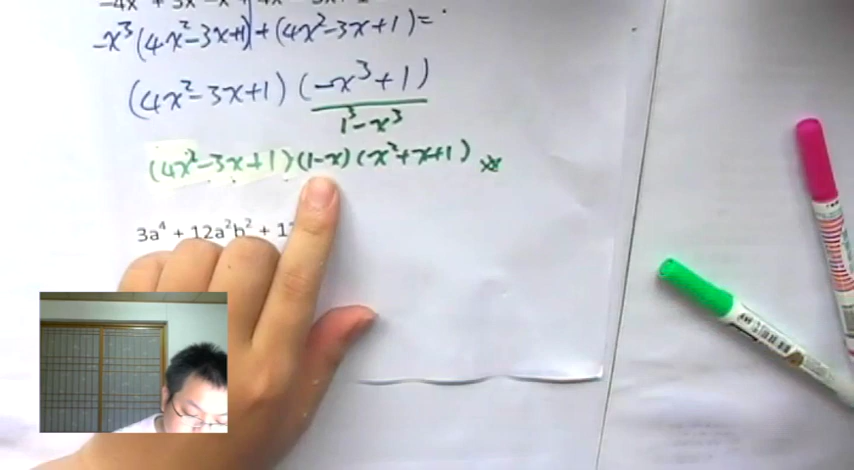 -x³(4x²-3x+1)+(4x²-3x+1)=
(4x²-3x+1)(-x³+1)
1³-x³
(4x²-3x+1)(1-x)(x²+x+1)
3a⁴ + 12a²b² + 1